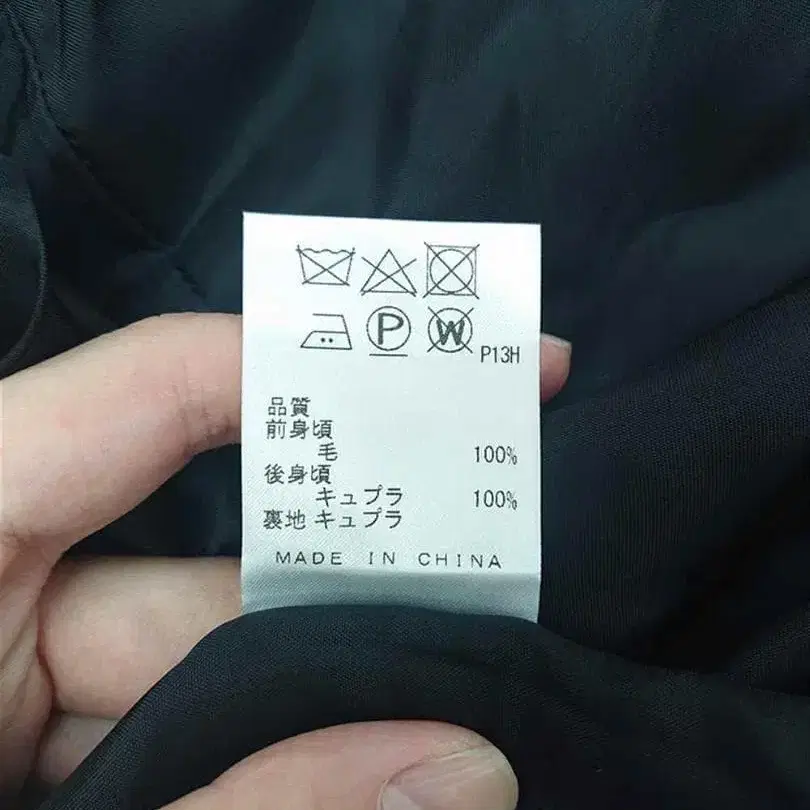 P W P13H
品質
前身頃
毛 100%
後身頃
キュプラ 100%
裏地 キュプラ
MADE IN CHINA